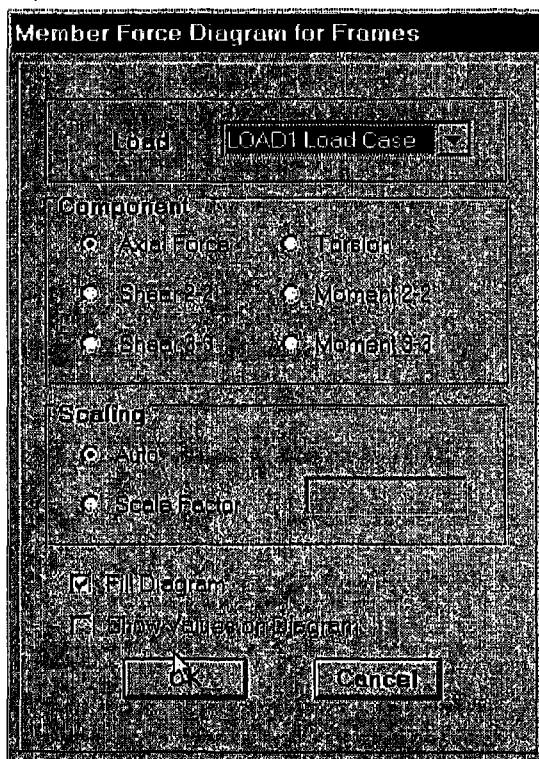 Member Force Diagram for Frames
Load LOAD1 Load Case
Component
Axial Force Torsion
Shear 2-2 Moment 2-2
Shear 3-3 Moment 3-3
Scaling
Auto
Scale Factor
Fill Diagram
Show Values on Diagram
OK Cancel